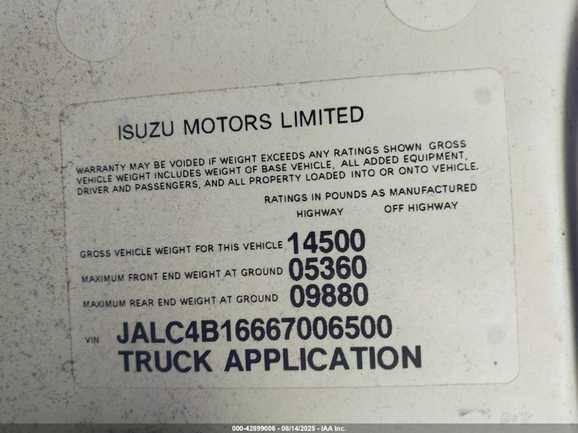 ISUZU MOTORS LIMITED
WARRANTY MAY BE VOIDED IF WEIGHT EXCEEDS ANY RATINGS SHOWN GROSS
VEHICLE WEIGHT INCLUDES WEIGHT OF BASE VEHICLE, ALL ADDED EQUIPMENT,
DRIVER AND PASSENGERS, AND ALL PROPERTY LOADED INTO OR ONTO VEHICLE.
RATINGS IN POUNDS AS MANUFACTURED
HIGHWAY OFF HIGHWAY
GROSS VEHICLE WEIGHT FOR THIS VEHICLE 14500
MAXIMUM FRONT END WEIGHT AT GROUND 05360
MAXIMUM REAR END WEIGHT AT GROUND 09880
VIN JALC4B16667006500
TRUCK APPLICATION
000-42899006 - 08/14/2025 - IAA Inc.